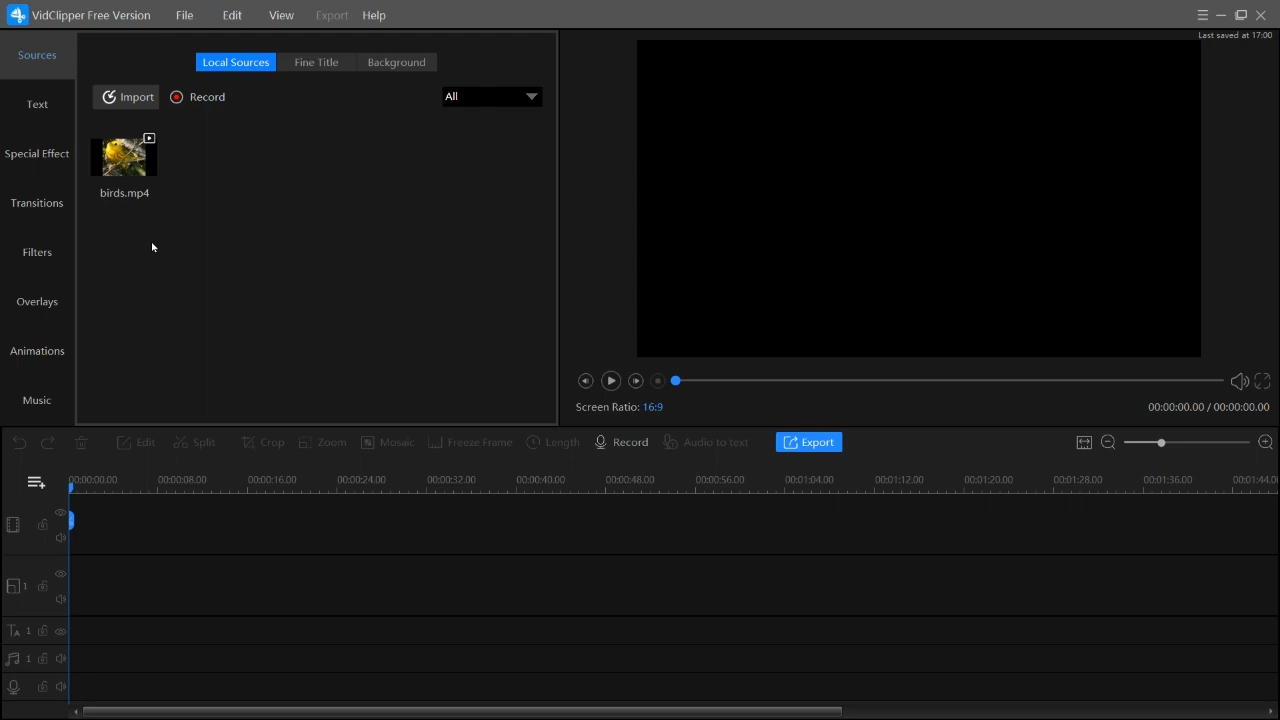 VidClipper Free Version File Edit View Export Help
Last saved at 17:00
Sources
Local Sources Fine Title Background
Text
Import Record All
Special Effect
birds.mp4
Transitions
Filters
Overlays
Animations
Music
Screen Ratio: 16:9 00:00:00.00 / 00:00:00.00
Edit Split Crop Zoom Mosaic Freeze Frame Length Record Audio to text Export
00:00:00.00 00:00:08.00 00:00:16.00 00:00:24.00 00:00:32.00 00:00:40.00 00:00:48.00 00:00:56.00 00:01:04.00 00:01:12.00 00:01:20.00 00:01:28.00 00:01:36.00 00:01:44.0
1
1
1